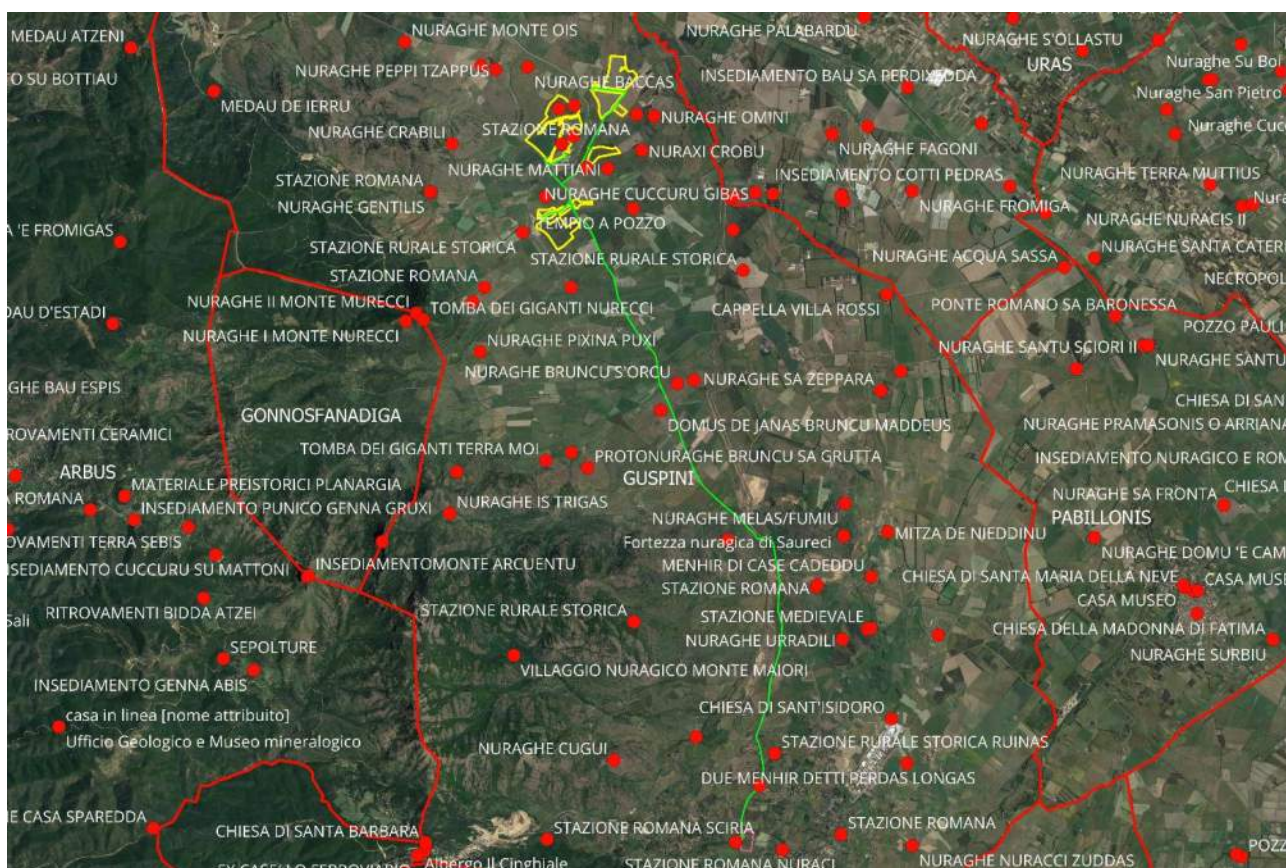 MEDAU ATZENI
NURAGHE MONTE OIS
NURAGHE PALABARDU
NURAGHE S'OLLASTU
URAS
Nuraghe Su Boi
TO SU BOTTIAU
NURAGHE PEPPI TZAPPUS
NURAGHE BACCAS
INSEDIAMENTO BAU SA PERDIXEDDA
Nuraghe San Pietro
MEDAU DE IERRU
NURAGHE OMINI
NURAGHE CRABILI
STAZIONE ROMANA
NURAXI CROBU
NURAGHE FAGONI
Nuraghe Cuc
NURAGHE MATTIANI
INSEDIAMENTO COTTI PEDRAS
NURAGHE TERRA MUTTIUS
STAZIONE ROMANA
NURAGHE CUCCURU GIBAS
NURAGHE GENTILIS
NURAGHE FROMIGA
Nura
NURAGHE NURACIS II
A 'E FROMIGAS
TEMPIO A POZZO
STAZIONE RURALE STORICA
STAZIONE RURALE STORICA
NURAGHE ACQUA SASSA
NURAGHE SANTA CATER
STAZIONE ROMANA
NECROPOL
NURAGHE II MONTE MURECCI
TOMBA DEI GIGANTI NURECCI
CAPPELLA VILLA ROSSI
PONTE ROMANO SA BARONESSA
DAU D'ESTADI
POZZO PAULI
NURAGHE I MONTE NURECCI
NURAGHE PIXINA PUXI
NURAGHE SANTU SCIORI II
NURAGHE SANTU
NURAGHE BRUNCU S'ORCU
NURAGHE SA ZEPPARA
GHE BAU ESPIS
CHIESA DI SAN
GONNOSFANADIGA
DOMUS DE JANAS BRUNCU MADDEUS
NURAGHE PRAMASONIS O ARRIANA
TROVAMENTI CERAMICI
TOMBA DEI GIGANTI TERRA MOI
PROTONURAGHE BRUNCU SA GRUTTA
INSEDIAMENTO NURAGICO E ROM
ARBUS
GUSPINI
MATERIALE PREISTORICI PLANARGIA
CHIESA
A ROMANA
INSEDIAMENTO PUNICO GENNA GRUXI
NURAGHE IS TRIGAS
NURAGHE SA FRONTA
NURAGHE MELAS/FUMIU
PABILLONIS
OVAMENTI TERRA SEBIS
Fortezza nuragica di Saureci
MITZA DE NIEDDINU
NURAGHE DOMU 'E CAM
NSEDIAMENTO CUCCURU SU MATTONI
INSEDIAMENTOMONTE ARCUENTU
MENHIR DI CASE CADEDDU
CHIESA DI SANTA MARIA DELLA NEVE
CASA MUSE
STAZIONE ROMANA
CASA MUSEO
Sali
RITROVAMENTI BIDDA ATZEI
STAZIONE RURALE STORICA
STAZIONE MEDIEVALE
CHIESA DELLA MADONNA DI FATIMA
NURAGHE URRADILI
SEPOLTURE
NURAGHE SURBIU
INSEDIAMENTO GENNA ABIS
VILLAGGIO NURAGICO MONTE MAIORI
casa in linea [nome attribuito]
CHIESA DI SANT'ISIDORO
Ufficio Geologico e Museo mineralogico
NURAGHE CUGUI
STAZIONE RURALE STORICA RUINAS
DUE MENHIR DETTI PERDAS LONGAS
E CASA SPAREDDA
CHIESA DI SANTA BARBARA
STAZIONE ROMANA SCIRIA
STAZIONE ROMANA
EX CASELLO FERROVIARIO
Albergo Il Cinghiale
STAZIONE ROMANA NURACI
NURAGHE NURACCI ZUDDAS
POZZ